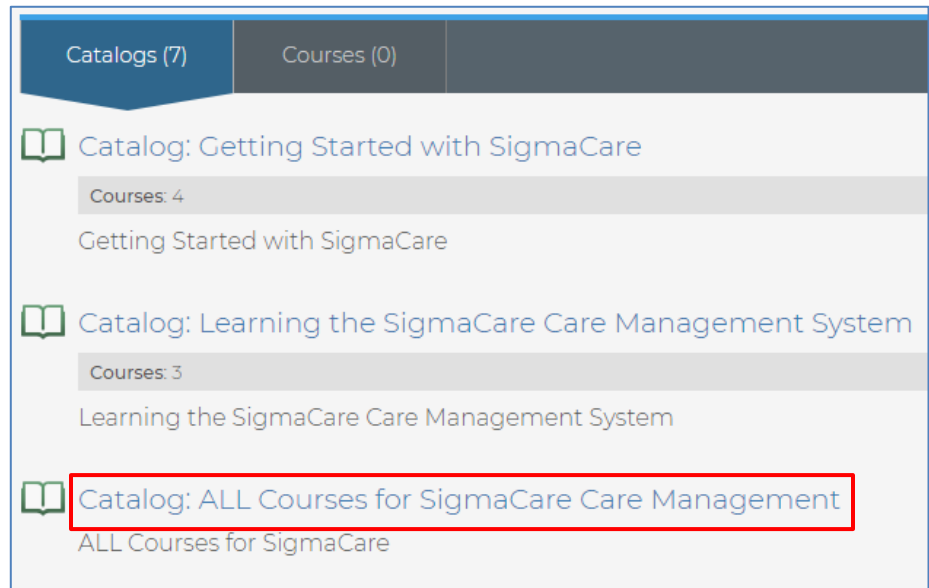 Catalogs (7)
Courses (0)
Catalog: Getting Started with SigmaCare
Courses: 4
Getting Started with SigmaCare
Catalog: Learning the SigmaCare Care Management System
Courses: 3
Learning the SigmaCare Care Management System
Catalog: ALL Courses for SigmaCare Care Management
ALL Courses for SigmaCare